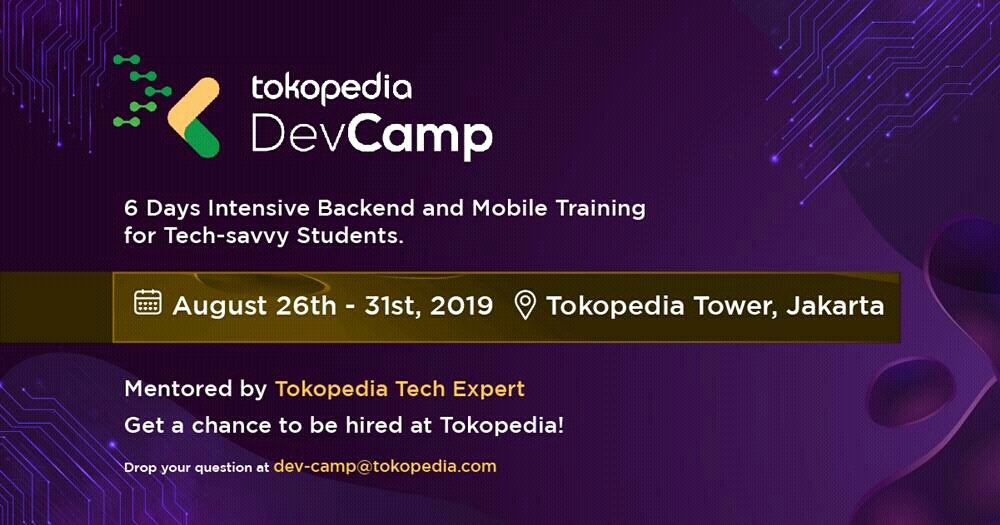 tokopedia
DevCamp
6 Days Intensive Backend and Mobile Training
for Tech-savvy Students.
August 26th - 31st, 2019 Tokopedia Tower, Jakarta
Mentored by Tokopedia Tech Expert
Get a chance to be hired at Tokopedia!
Drop your question at dev-camp@tokopedia.com